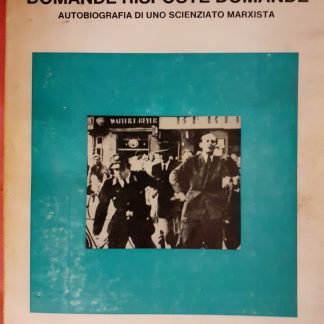 DOMANDE RISPOSTE DOMANDE
AUTOBIOGRAFIA DI UNO SCIENZIATO MARXISTA